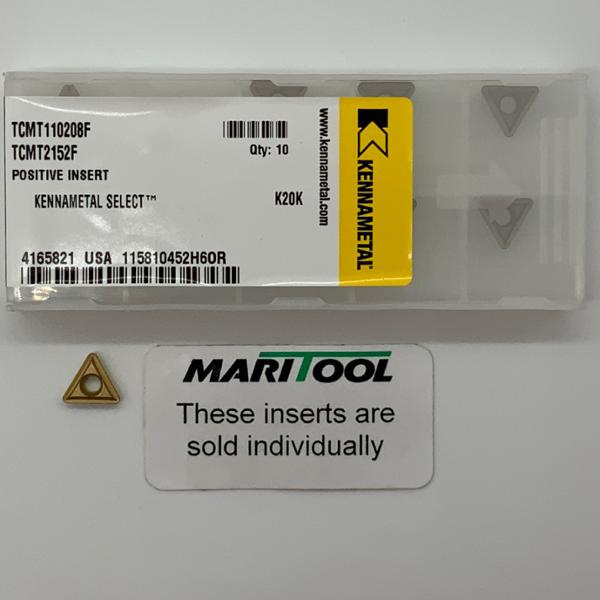 TCMT110208F
TCMT2152F
Qty: 10
POSITIVE INSERT
KENNAMETAL SELECT™
K20K
4165821 USA 115810452H6OR
www.kennametal.com
KENNAMETAL
MARITOOL
These inserts are
sold individually